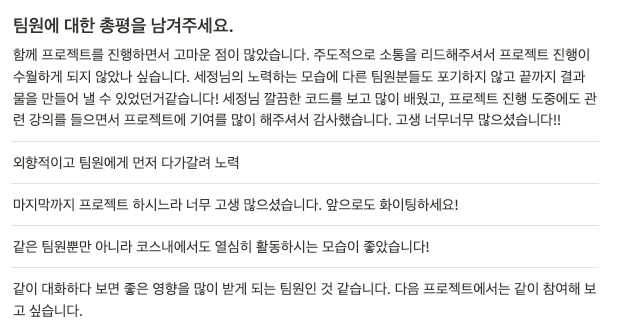 팀원에 대한 총평을 남겨주세요.
함께 프로젝트를 진행하면서 고마운 점이 많았습니다. 주도적으로 소통을 리드해주셔서 프로젝트 진행이
수월하게 되지 않았나 싶습니다. 세정님의 노력하는 모습에 다른 팀원분들도 포기하지 않고 끝까지 결과
물을 만들어 낼 수 있었던거같습니다! 세정님 깔끔한 코드를 보고 많이 배웠고, 프로젝트 진행 도중에도 관
련 강의를 들으면서 프로젝트에 기여를 많이 해주셔서 감사했습니다. 고생 너무너무 많으셨습니다!!
외향적이고 팀원에게 먼저 다가갈려 노력
마지막까지 프로젝트 하시느라 너무 고생 많으셨습니다. 앞으로도 화이팅하세요!
같은 팀원뿐만 아니라 코스내에서도 열심히 활동하시는 모습이 좋았습니다!
같이 대화하다 보면 좋은 영향을 많이 받게 되는 팀원인 것 같습니다. 다음 프로젝트에서는 같이 참여해 보
고 싶습니다.